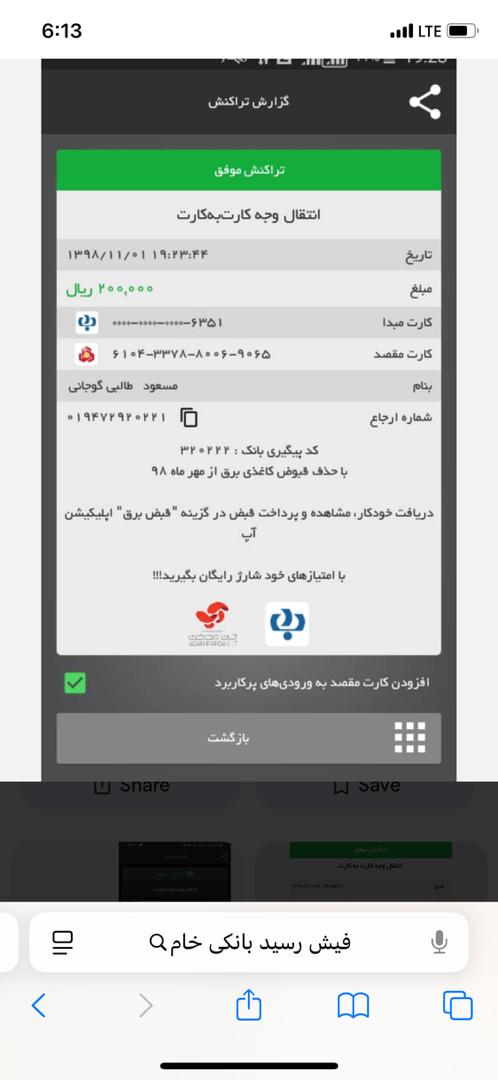 6:13
LTE
گزارش تراکنش
تراکنش موفق
انتقال وجه کارت‌به‌کارت
تاریخ ۱۳۹۸/۱۱/۰۱ ۱۹:۲۳:۴۴
مبلغ ۲۰۰,۰۰۰ ریال
کارت مبدا ****-****-****-۶۳۵۱
کارت مقصد ۶۱۰۴-۳۳۷۸-۸۰۰۶-۹۰۶۵
بنام مسعود طالبی گوجانی
شماره ارجاع ۰۱۹۴۷۲۹۲۰۲۲۱
کد پیگیری بانک : ۳۲۰۲۲۲
با حذف قبوض کاغذی برق از مهر ماه ۹۸
دریافت خودکار، مشاهده و پرداخت قبض در گزینه "قبض برق" اپلیکیشن
آپ
با امتیازهای خود شارژ رایگان بگیرید!!!
افزودن کارت مقصد به ورودی‌های پرکاربرد
بازگشت
Share
Save
تراکنش موفق
انتقال وجه کارت به کارت
فیش رسید بانکی خام